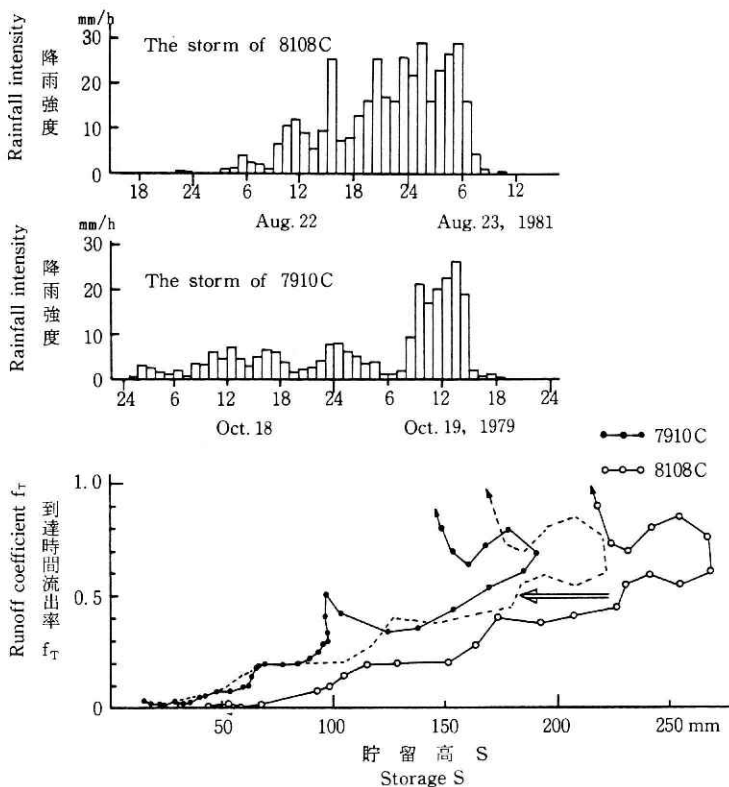 mm/h
Rainfall intensity
降雨強度
30
20
10
0
The storm of 8108C
18 24 6 12 18 24 6 12
Aug. 22 Aug. 23, 1981
mm/h
Rainfall intensity
降雨強度
30
20
10
0
The storm of 7910C
24 6 12 18 24 6 12 18 24
Oct. 18 Oct. 19, 1979
7910C
8108C
Runoff coefficient fT
到達時間流出率 fT
1.0
0.5
0
50 100 150 200 250 mm
貯留高 S
Storage S